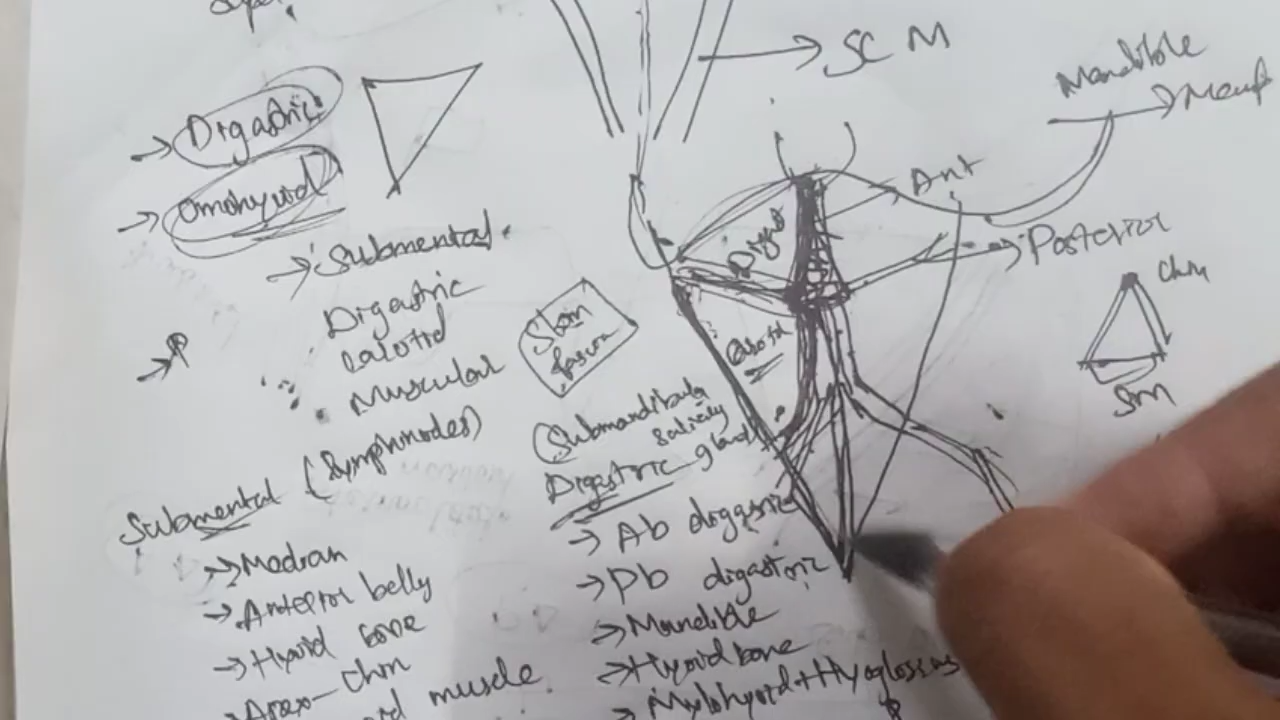 → Digastric
→ Omohyoid
→ Submental
Digastric
Carotid
Muscular
(Lymphnodes)
Submental
→ Median
→ Anterior belly
→ Hyoid bone
Apex - Chin
muscle
Skin
(Submandibular
salivary
gland)
Digastric
→ Ab digastric
→ Pb digastric
→ Mandible
→ Hyoid bone
→ Mylohyoid + Hyoglossus
→ SCM
Mandible
Ant
→ Posterior
Digast
Chin
Sm